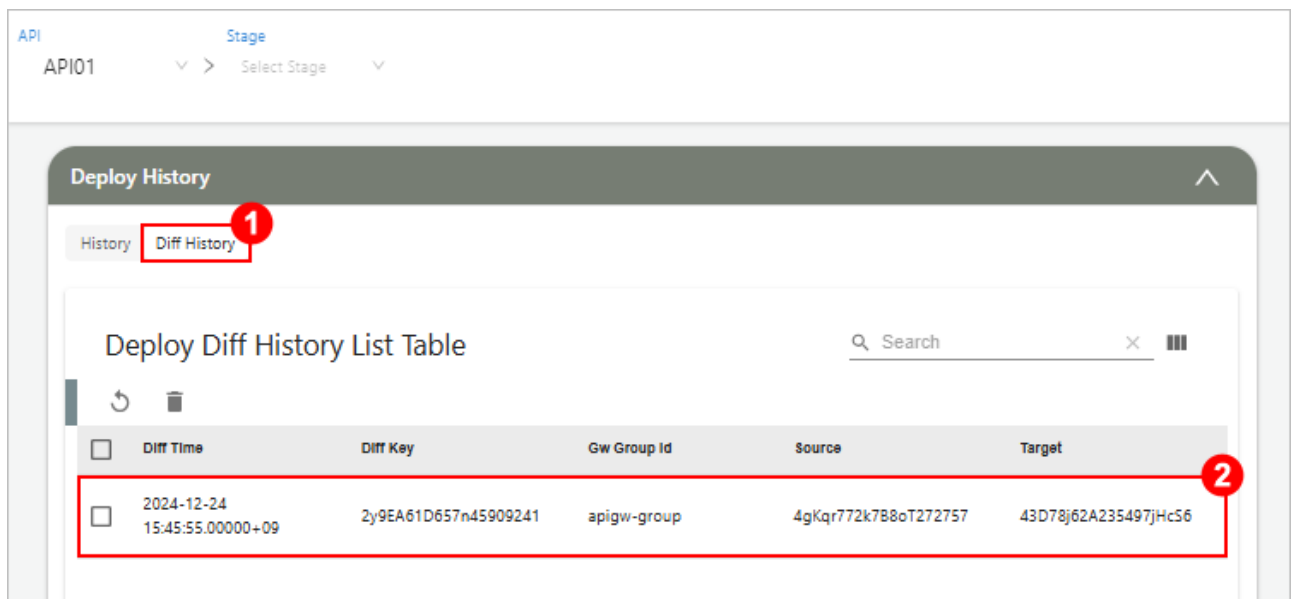 API Stage
API01 > Select Stage
Deploy History
1
History Diff History
Deploy Diff History List Table
Search
Diff Time Diff Key Gw Group Id Source Target
2
2024-12-24
15:45:55.00000+09
2y9EA61D657n45909241 apigw-group 4gKqr772k7B8oT272757 43D78j62A235497jHcS6